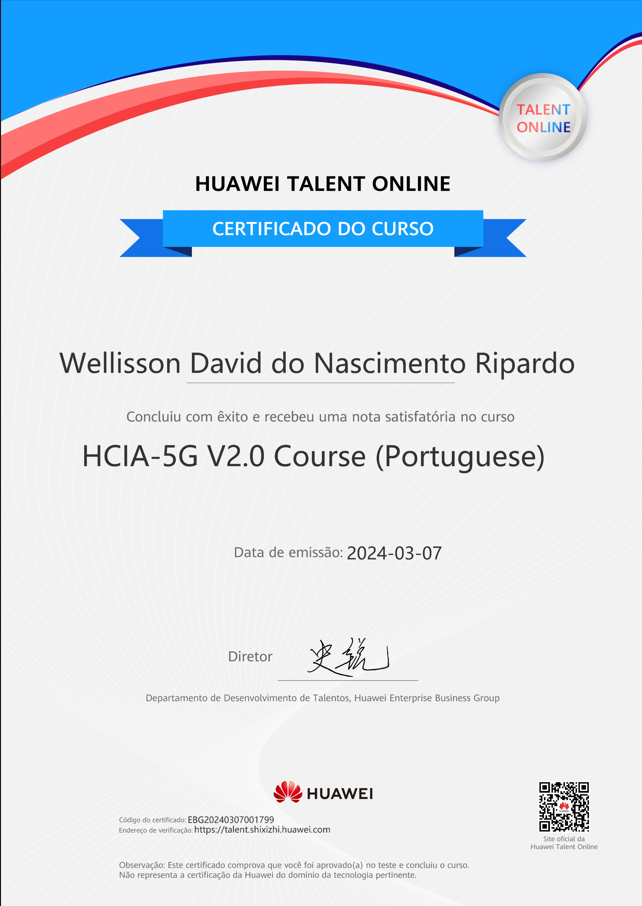 TALENT
ONLINE
HUAWEI TALENT ONLINE
CERTIFICADO DO CURSO
Wellisson David do Nascimento Ripardo
Concluiu com êxito e recebeu uma nota satisfatória no curso
HCIA-5G V2.0 Course (Portuguese)
Data de emissão: 2024-03-07
Diretor
Departamento de Desenvolvimento de Talentos, Huawei Enterprise Business Group
HUAWEI
Código do certificado: EBG20240307001799
Endereço de verificação: https://talent.shixizhi.huawei.com
Site oficial da
Huawei Talent Online
Observação: Este certificado comprova que você foi aprovado(a) no teste e concluiu o curso.
Não representa a certificação da Huawei do domínio da tecnologia pertinente.